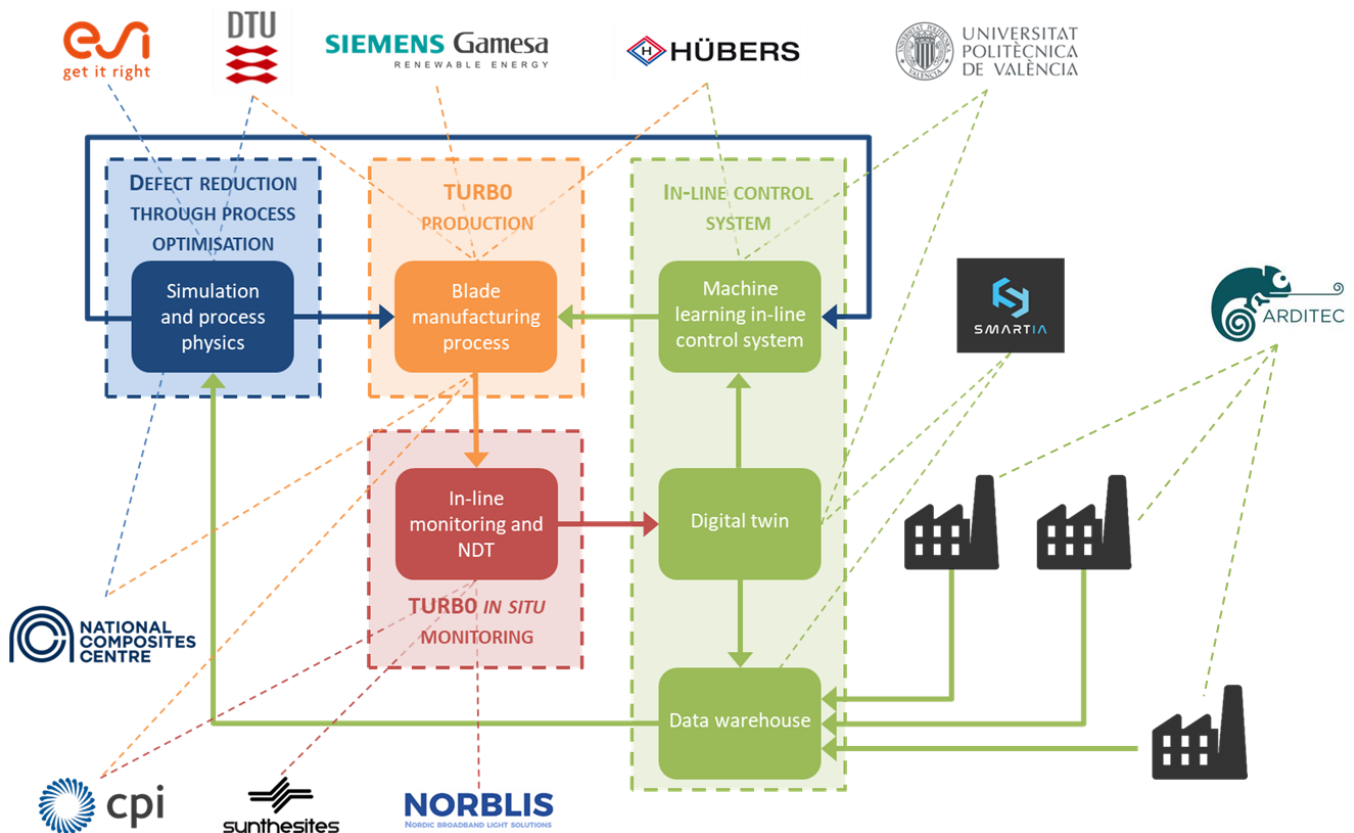 esi
get it right
DTU
SIEMENS Gamesa
RENEWABLE ENERGY
H
HÜBERS
UNIVERSITAT
POLITÈCNICA
DE VALÈNCIA
DEFECT REDUCTION
THROUGH PROCESS
OPTIMISATION
Simulation
and process
physics
TURB0
PRODUCTION
Blade
manufacturing
process
IN-LINE CONTROL
SYSTEM
Machine
learning in-line
control system
SMARTIA
ARDITEC
In-line
monitoring and
NDT
TURB0 IN SITU
MONITORING
Digital twin
Data warehouse
NATIONAL
COMPOSITES
CENTRE
cpi
sunthesites
NORBLIS
NORDIC BROADBAND LIGHT SOLUTIONS